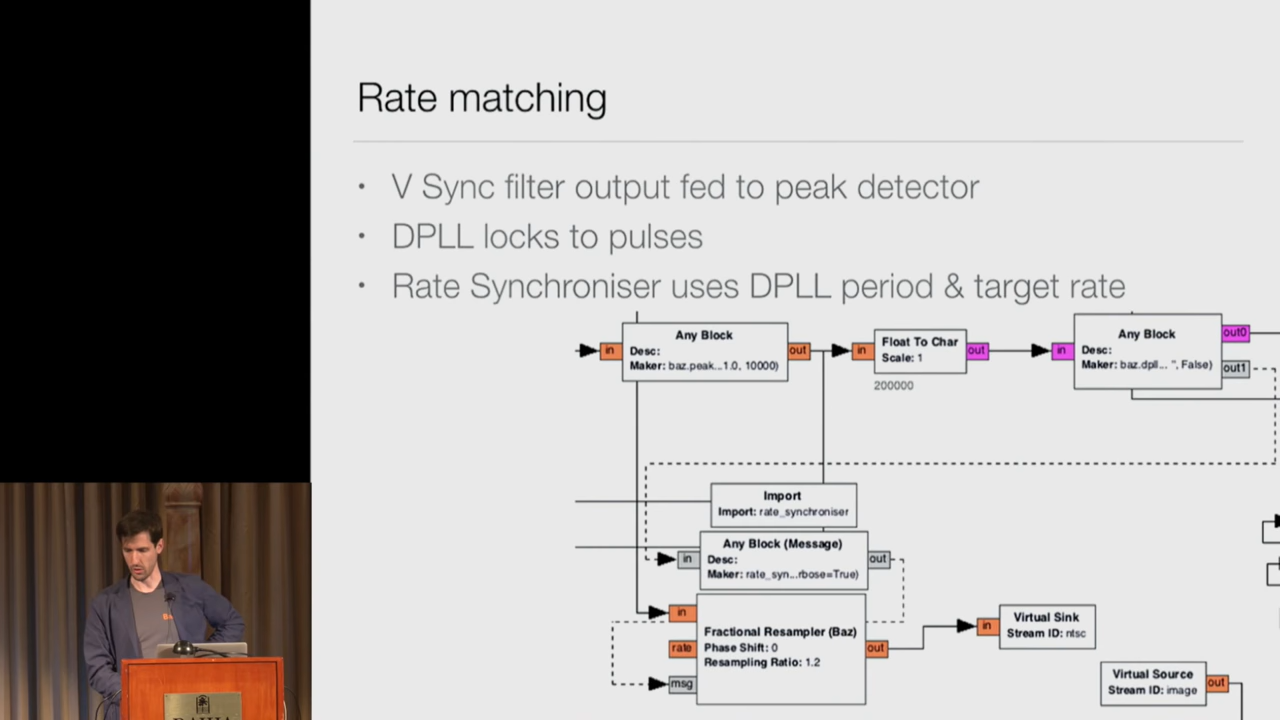 Rate matching
• V Sync filter output fed to peak detector
• DPLL locks to pulses
• Rate Synchroniser uses DPLL period & target rate
Any Block
Desc:
Maker: baz.peak...1.0, 10000)
in
out
Float To Char
Scale: 1
in
out
200000
Any Block
Desc:
Maker: baz.dpll... ", False)
in
out0
out1
Import
Import: rate_synchroniser
Any Block (Message)
Desc:
Maker: rate_syn...rbose=True)
in
out
Fractional Resampler (Baz)
Phase Shift: 0
Resampling Ratio: 1.2
in
rate
msg
out
Virtual Sink
Stream ID: ntsc
in
Virtual Source
Stream ID: image
out